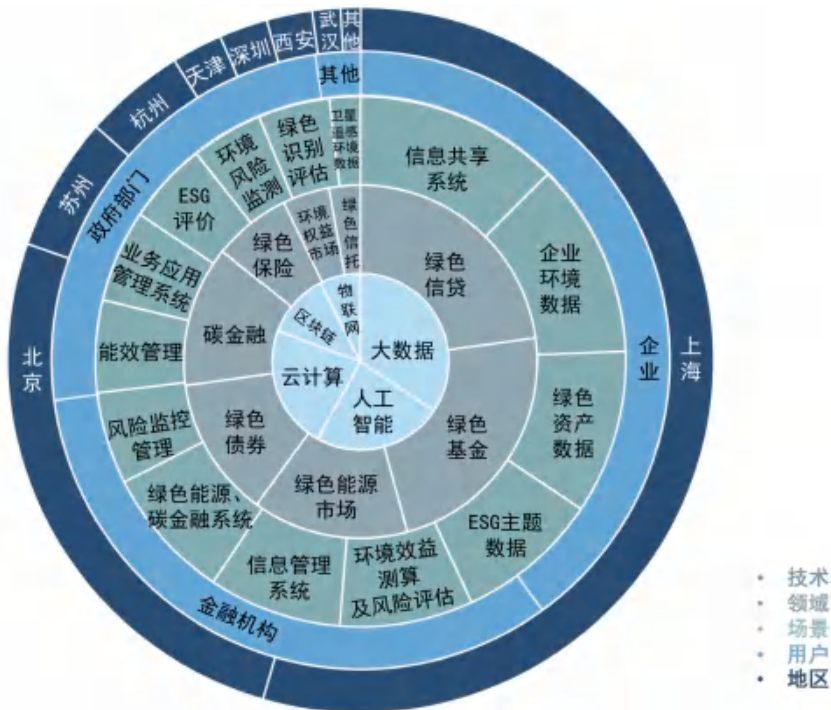 上海
北京
苏州
杭州
天津
深圳
西安
武
汉
其
他
企业
金融机构
政府部门
其他
信息共享
系统
企业
环境
数据
绿色
资产
数据
ESG主题
数据
环境效益
测算
及风险评估
信息管理
系统
绿色能源、
碳金融系统
风险监控
管理
能效管理
业务应用
管理系统
ESG
评价
环境
风险
监测
绿色
识别
评估
卫星
遥感
环境
数据
绿色
信贷
绿色
基金
绿色能源
市场
绿色
债券
碳金融
绿色
保险
环境
权益
市场
绿
色
信
托
大数据
人工
智能
云计算
区块链
物
联
网
技术
领域
场景
用户
地区